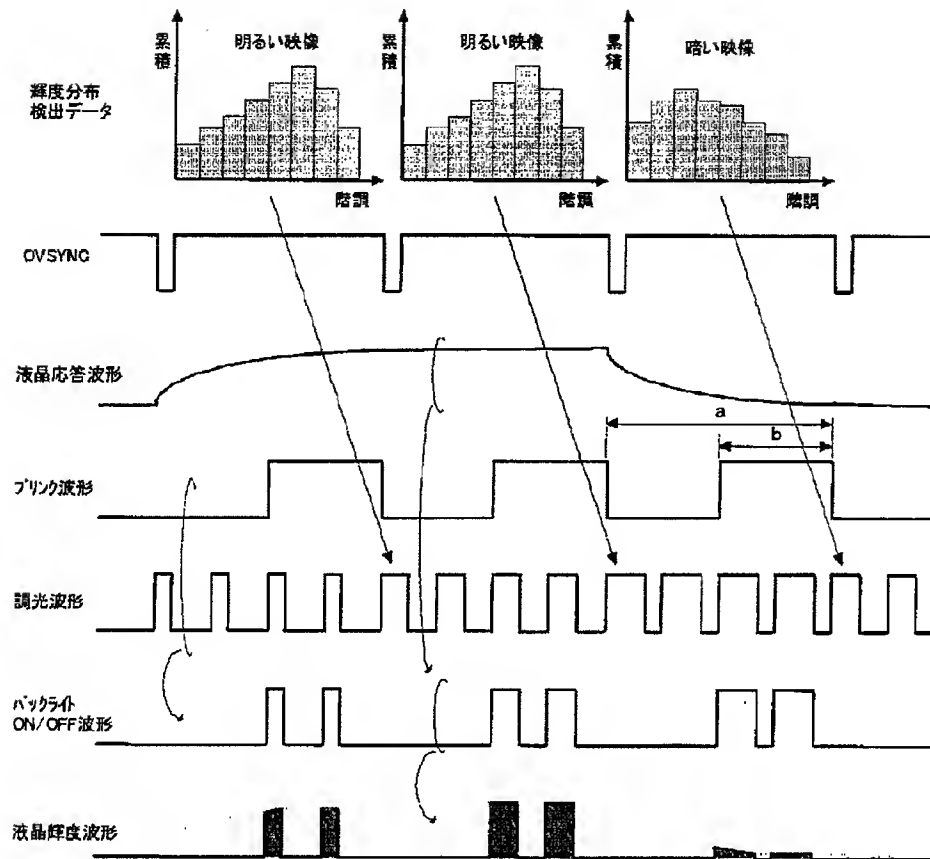 累積
明るい映像
累積
明るい映像
累積
暗い映像
輝度分布
検出データ
階調
階調
階調
OVSYNC
液晶応答波形
a
b
ブリンク波形
調光波形
バックライト
ON/OFF波形
液晶輝度波形